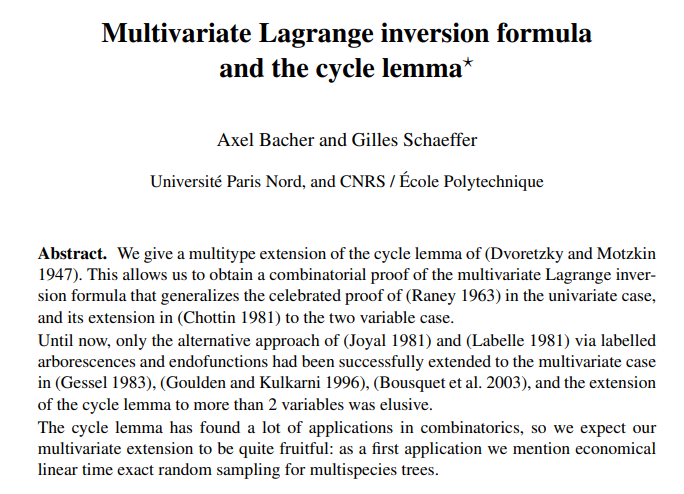 Multivariate Lagrange inversion formula
and the cycle lemma⋆
Axel Bacher and Gilles Schaeffer
Université Paris Nord, and CNRS / École Polytechnique
Abstract. We give a multitype extension of the cycle lemma of (Dvoretzky and Motzkin
1947). This allows us to obtain a combinatorial proof of the multivariate Lagrange inver-
sion formula that generalizes the celebrated proof of (Raney 1963) in the univariate case,
and its extension in (Chottin 1981) to the two variable case.
Until now, only the alternative approach of (Joyal 1981) and (Labelle 1981) via labelled
arborescences and endofunctions had been successfully extended to the multivariate case
in (Gessel 1983), (Goulden and Kulkarni 1996), (Bousquet et al. 2003), and the extension
of the cycle lemma to more than 2 variables was elusive.
The cycle lemma has found a lot of applications in combinatorics, so we expect our
multivariate extension to be quite fruitful: as a first application we mention economical
linear time exact random sampling for multispecies trees.